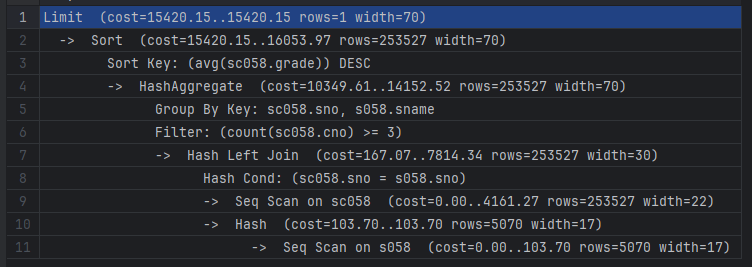 1 Limit (cost=15420.15..15420.15 rows=1 width=70)
2 -> Sort (cost=15420.15..16053.97 rows=253527 width=70)
3 Sort Key: (avg(sc058.grade)) DESC
4 -> HashAggregate (cost=10349.61..14152.52 rows=253527 width=70)
5 Group By Key: sc058.sno, s058.sname
6 Filter: (count(sc058.cno) >= 3)
7 -> Hash Left Join (cost=167.07..7814.34 rows=253527 width=30)
8 Hash Cond: (sc058.sno = s058.sno)
9 -> Seq Scan on sc058 (cost=0.00..4161.27 rows=253527 width=22)
10 -> Hash (cost=103.70..103.70 rows=5070 width=17)
11 -> Seq Scan on s058 (cost=0.00..103.70 rows=5070 width=17)